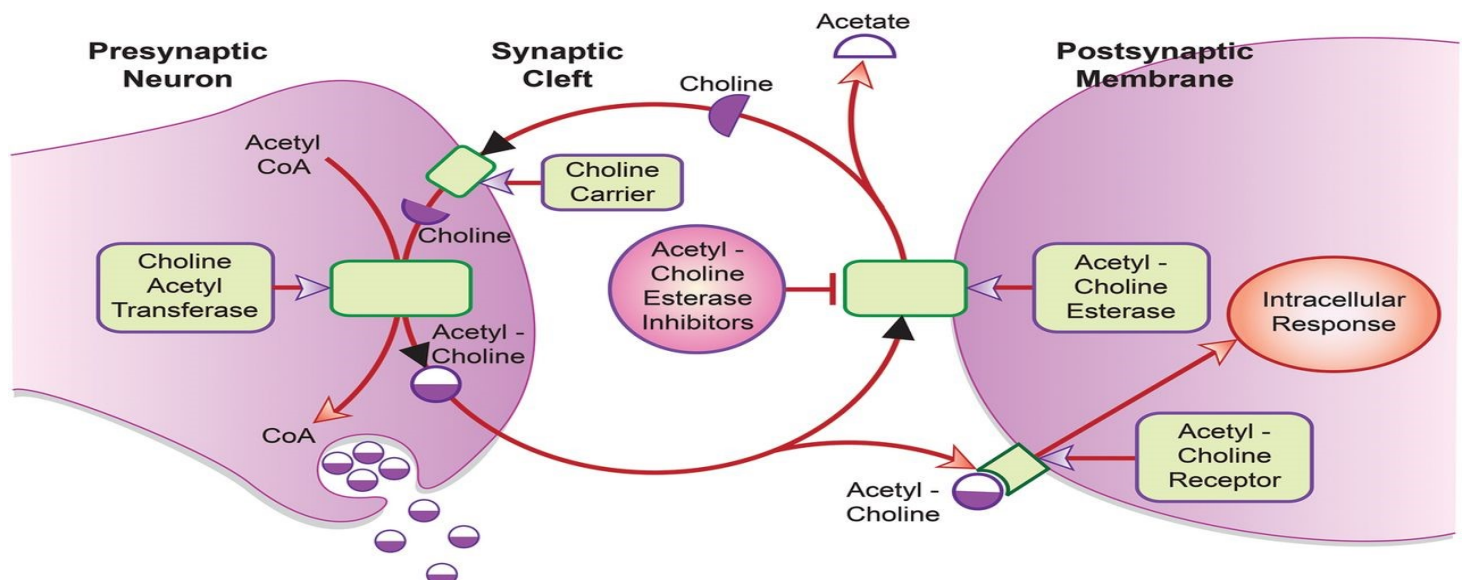 Presynaptic
Neuron
Synaptic
Cleft
Acetate
Postsynaptic
Membrane
Choline
Acetyl
CoA
Choline
Carrier
Choline
Choline
Acetyl
Transferase
Acetyl -
Choline
Esterase
Inhibitors
Acetyl -
Choline
Esterase
Intracellular
Response
Acetyl -
Choline
CoA
Acetyl -
Choline
Receptor
Acetyl -
Choline